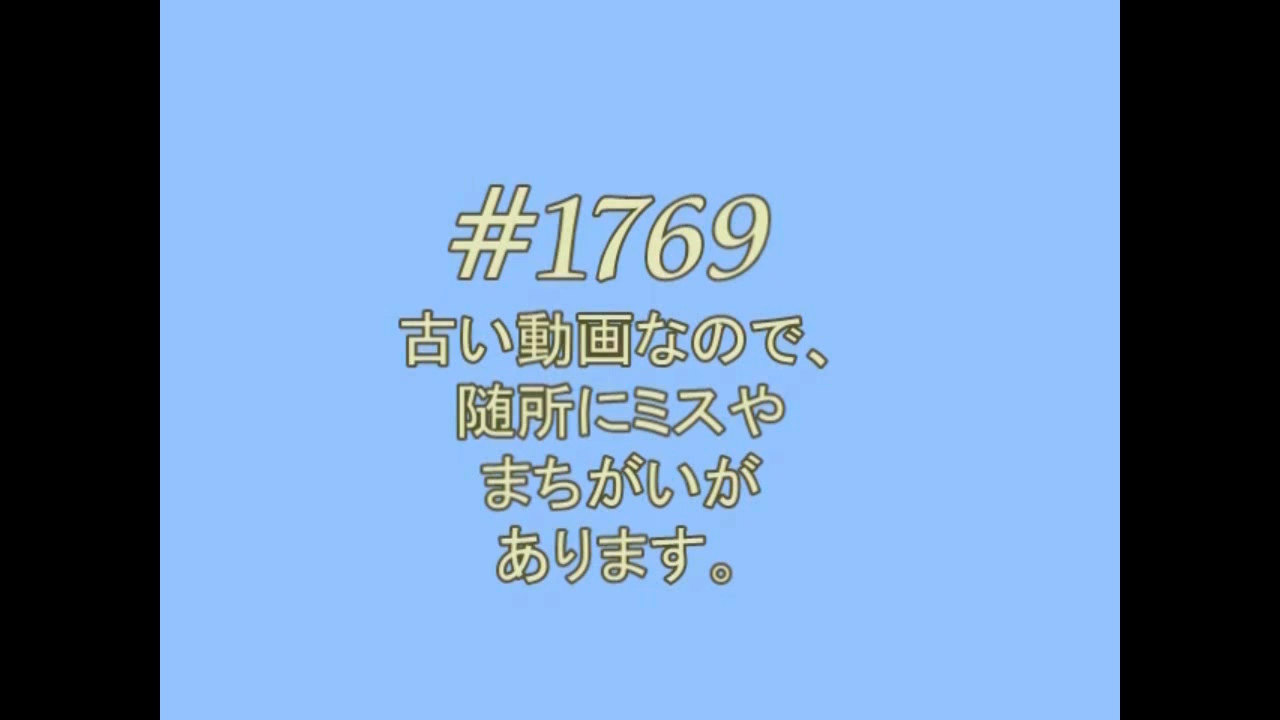 #1769
古い動画なので、
随所にミスや
まちがいが
あります。